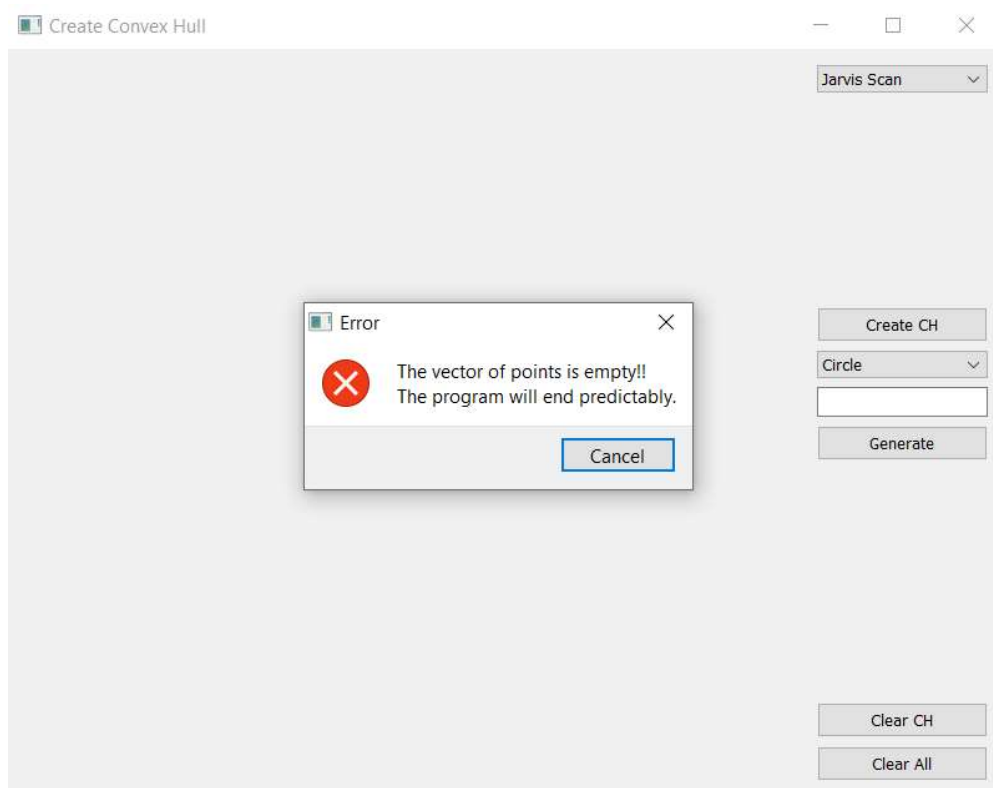 Create Convex Hull
Jarvis Scan
Error
The vector of points is empty!!
The program will end predictably.
Cancel
Create CH
Circle
Generate
Clear CH
Clear All